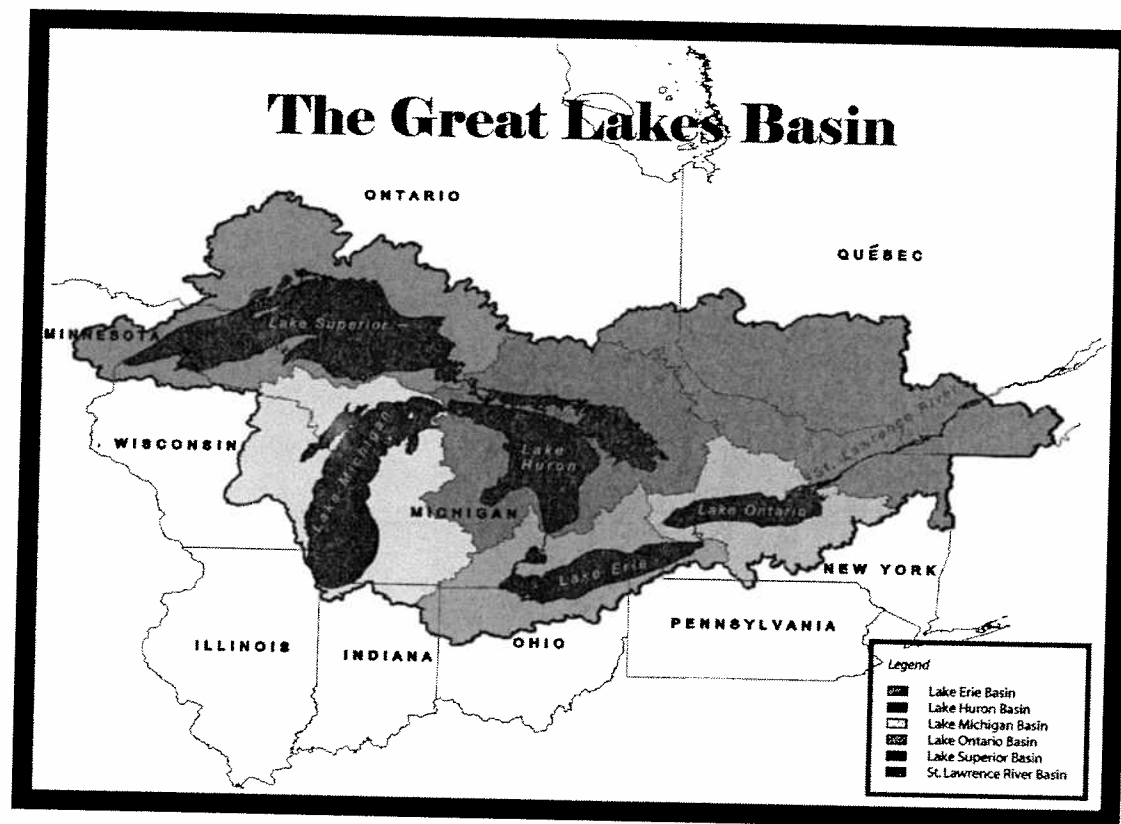 The Great Lakes Basin
ONTARIO
QUÉBEC
MINNESOTA
Lake Superior
WISCONSIN
Lake Michigan
Lake
Huron
MICHIGAN
St. Lawrence River
Lake Ontario
Lake Erie
NEW YORK
PENNSYLVANIA
ILLINOIS
INDIANA
OHIO
Legend
Lake Erie Basin
Lake Huron Basin
Lake Michigan Basin
Lake Ontario Basin
Lake Superior Basin
St. Lawrence River Basin